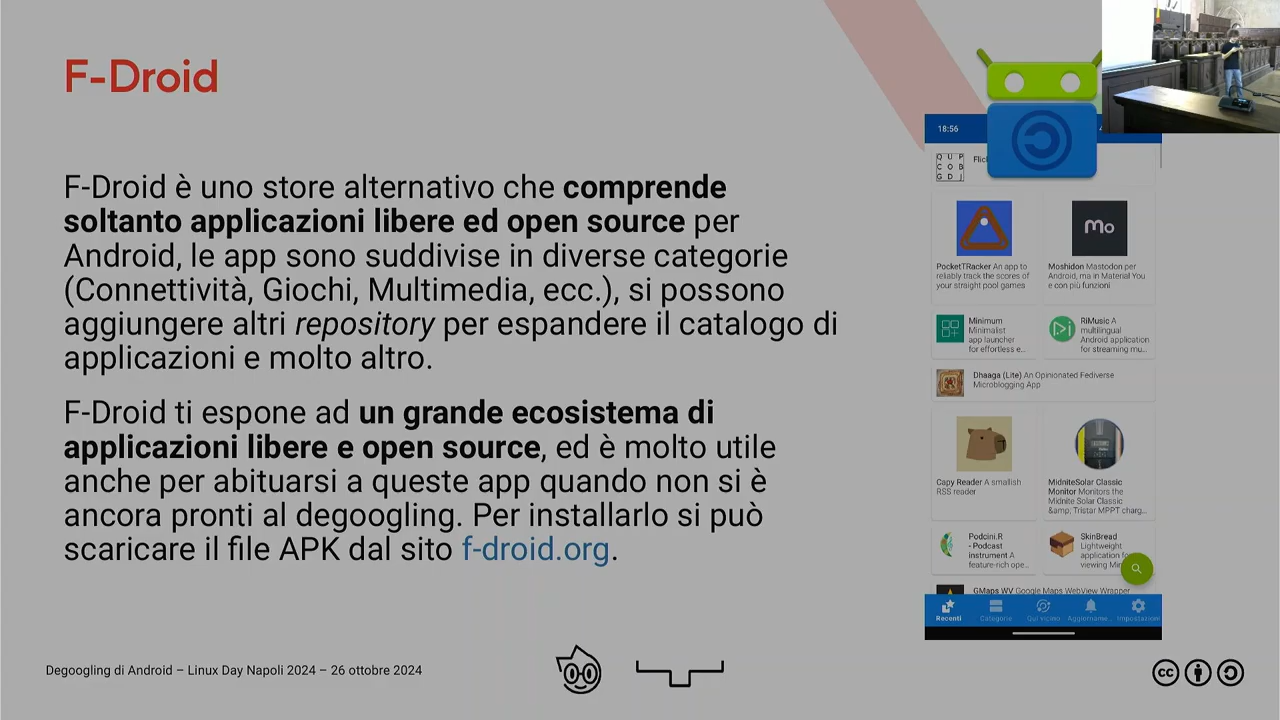 F-Droid
F-Droid è uno store alternativo che comprende
soltanto applicazioni libere ed open source per
Android, le app sono suddivise in diverse categorie
(Connettività, Giochi, Multimedia, ecc.), si possono
aggiungere altri repository per espandere il catalogo di
applicazioni e molto altro.
F-Droid ti espone ad un grande ecosistema di
applicazioni libere e open source, ed è molto utile
anche per abituarsi a queste app quando non si è
ancora pronti al degoogling. Per installarlo si può
scaricare il file APK dal sito f-droid.org.
18:56
QUP
COB
GDJ
mo
PocketTRacker An app to
reliably track the scores of
your straight pool games
Moshidon Mastodon per
Android, ma in Material You
e con più funzioni
Minimum
Minimalist
app launcher
for effortless e...
RiMusic A
multilingual
Android application
for streaming mu...
Dhaaga (Lite) An Opinionated Fediverse
Microblogging App
Capy Reader A smallish
RSS reader
MidniteSolar Classic
Monitor Monitors the
Midnite Solar Classic
&amp; Tristar MPPT charg...
Podcini.R
- Podcast
instrument A
feature-rich ope...
SkinBread
Lightweight
application for
viewing
GMaps WV Google Maps WebView Wrapper
Recenti
Categorie
Qui vicino
Aggiorname...
Impostazioni
Degoogling di Android – Linux Day Napoli 2024 – 26 ottobre 2024
cc